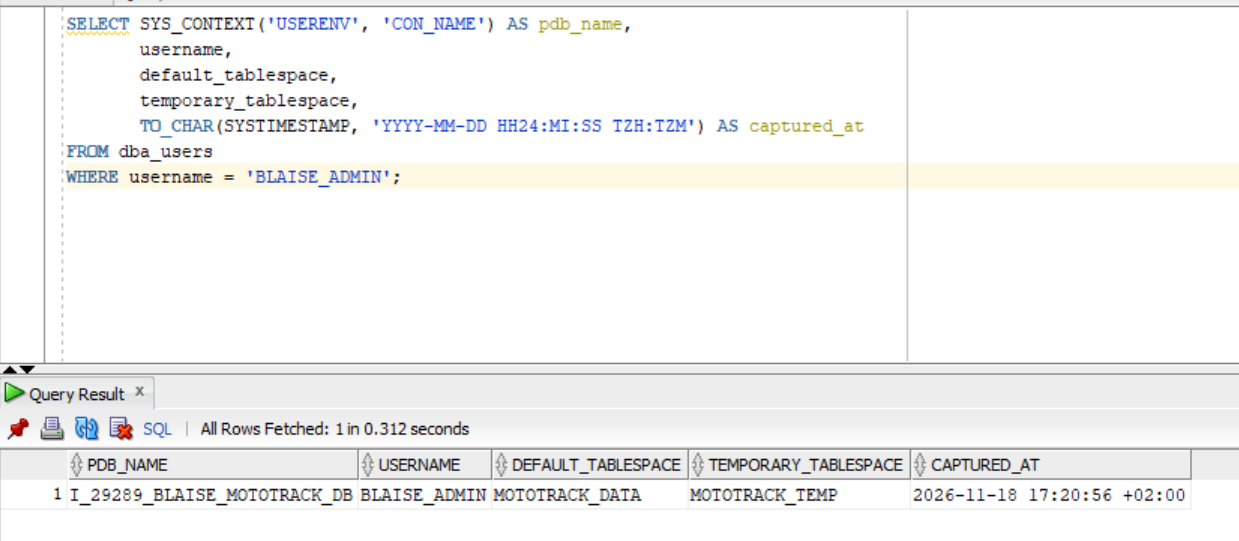 SELECT SYS_CONTEXT('USERENV', 'CON_NAME') AS pdb_name,
username,
default_tablespace,
temporary_tablespace,
TO_CHAR(SYSTIMESTAMP, 'YYYY-MM-DD HH24:MI:SS TZH:TZM') AS captured_at
FROM dba_users
WHERE username = 'BLAISE_ADMIN';
Query Result x
SQL | All Rows Fetched: 1 in 0.312 seconds
PDB_NAME USERNAME DEFAULT_TABLESPACE TEMPORARY_TABLESPACE CAPTURED_AT
1 I_29289_BLAISE_MOTOTRACK_DB BLAISE_ADMIN MOTOTRACK_DATA MOTOTRACK_TEMP 2026-11-18 17:20:56 +02:00